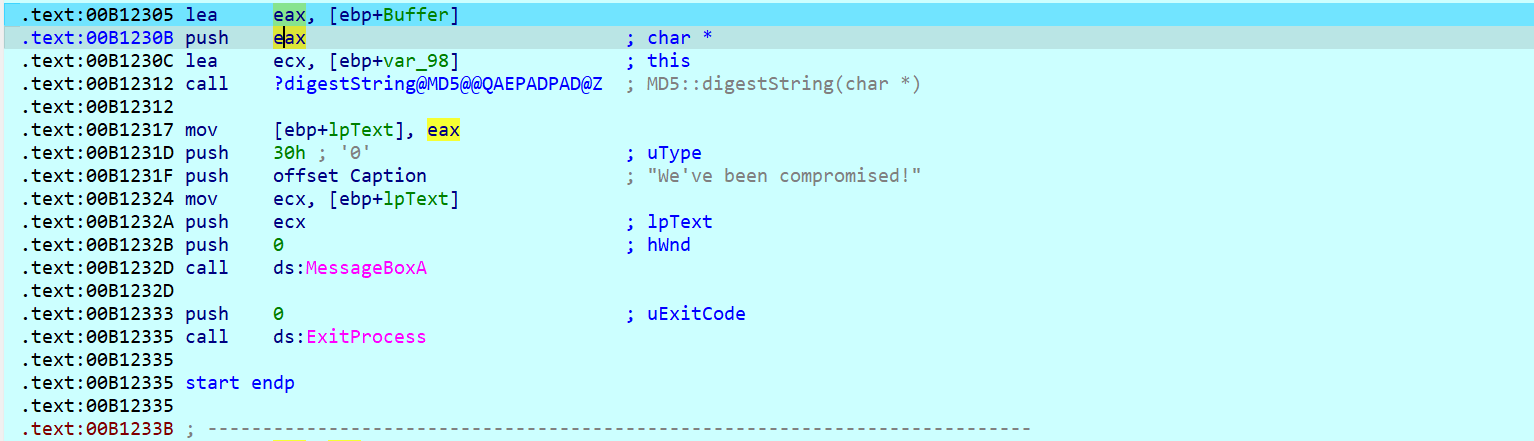 .text:00B12305 lea eax, [ebp+Buffer]
.text:00B1230B push eax ; char *
.text:00B1230C lea ecx, [ebp+var_98] ; this
.text:00B12312 call ?digestString@MD5@@QAEPADPAD@Z ; MD5::digestString(char *)
.text:00B12312
.text:00B12317 mov [ebp+lpText], eax
.text:00B1231D push 30h ; '0' ; uType
.text:00B1231F push offset Caption ; "We've been compromised!"
.text:00B12324 mov ecx, [ebp+lpText]
.text:00B1232A push ecx ; lpText
.text:00B1232B push 0 ; hWnd
.text:00B1232D call ds:MessageBoxA
.text:00B1232D
.text:00B12333 push 0 ; uExitCode
.text:00B12335 call ds:ExitProcess
.text:00B12335
.text:00B12335 start endp
.text:00B12335
.text:00B1233B ; ---------------------------------------------------------------------------